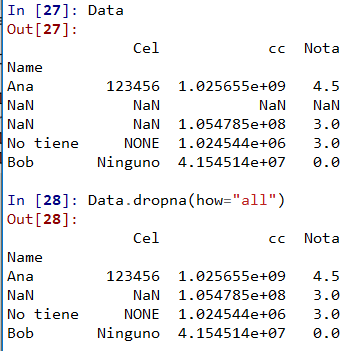 In [27]: Data
Out[27]:
Cel cc Nota
Name
Ana 123456 1.025655e+09 4.5
NaN NaN NaN NaN
NaN NaN 1.054785e+08 3.0
No tiene NONE 1.024544e+06 3.0
Bob Ninguno 4.154514e+07 0.0
In [28]: Data.dropna(how="all")
Out[28]:
Cel cc Nota
Name
Ana 123456 1.025655e+09 4.5
NaN NaN 1.054785e+08 3.0
No tiene NONE 1.024544e+06 3.0
Bob Ninguno 4.154514e+07 0.0